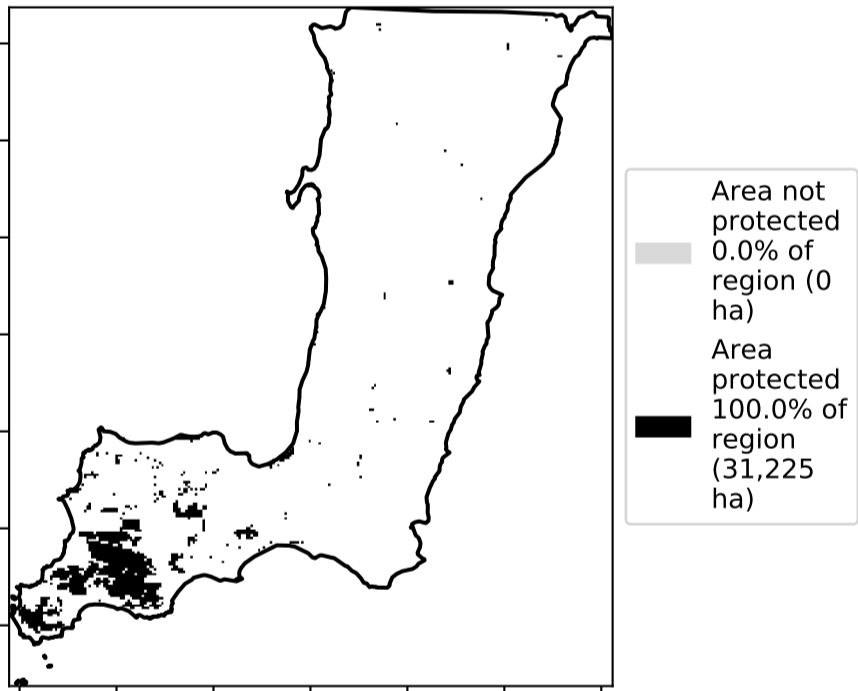 Area not
protected
0.0% of
region (0
ha)
Area
protected
100.0% of
region
(31,225
ha)